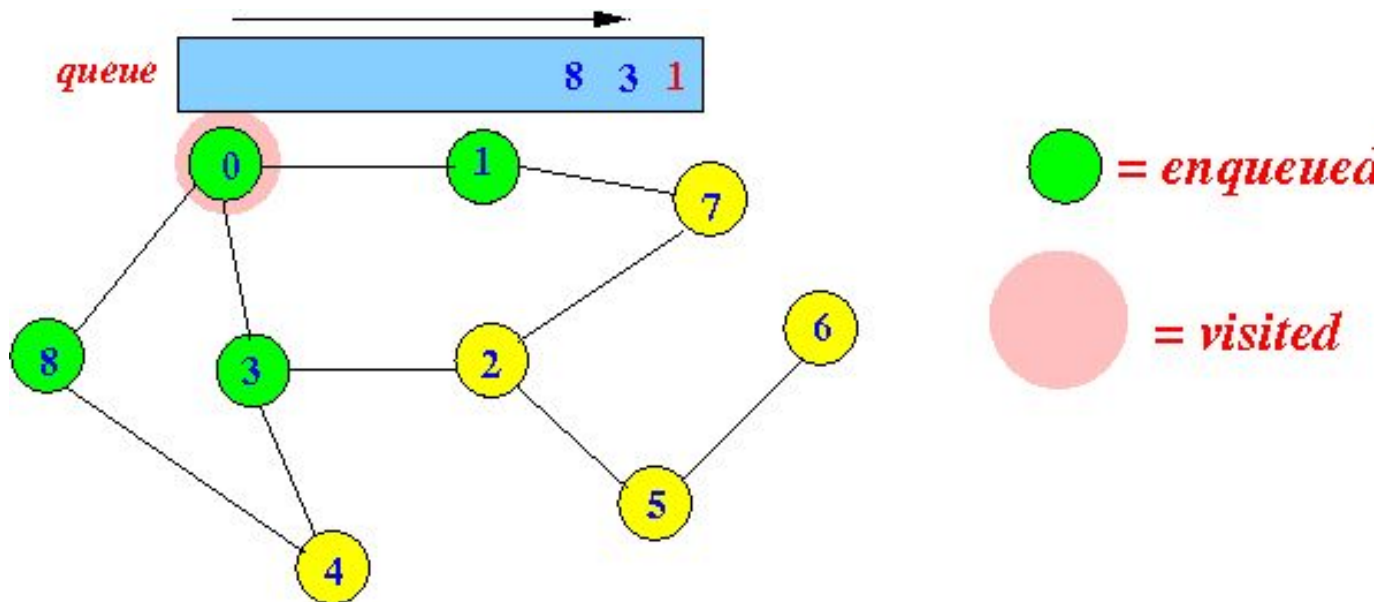 queue 8 3 1
0 1 7
= enqueued
8 3 2 6
= visited
5
4